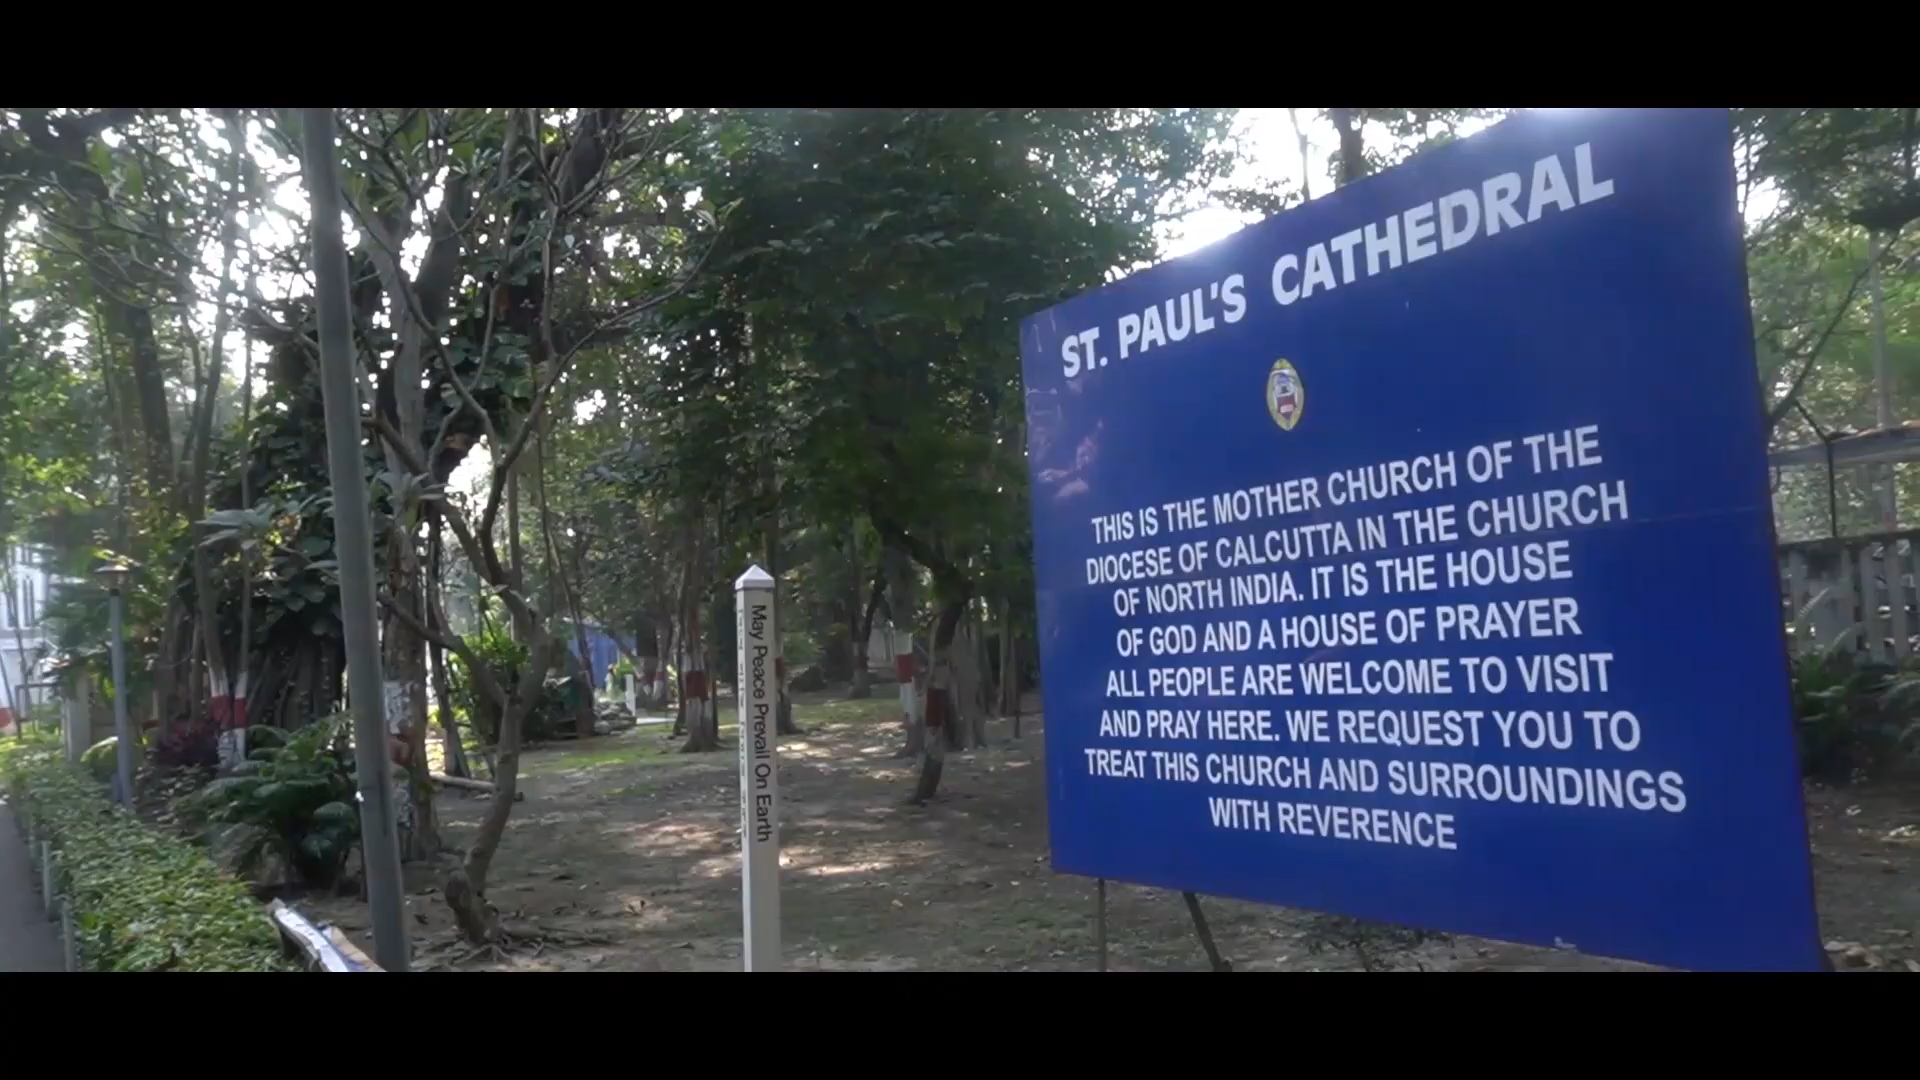 ST. PAUL'S CATHEDRAL
THIS IS THE MOTHER CHURCH OF THE
DIOCESE OF CALCUTTA IN THE CHURCH
OF NORTH INDIA. IT IS THE HOUSE
OF GOD AND A HOUSE OF PRAYER
ALL PEOPLE ARE WELCOME TO VISIT
AND PRAY HERE. WE REQUEST YOU TO
TREAT THIS CHURCH AND SURROUNDINGS
WITH REVERENCE
May Peace Prevail On Earth